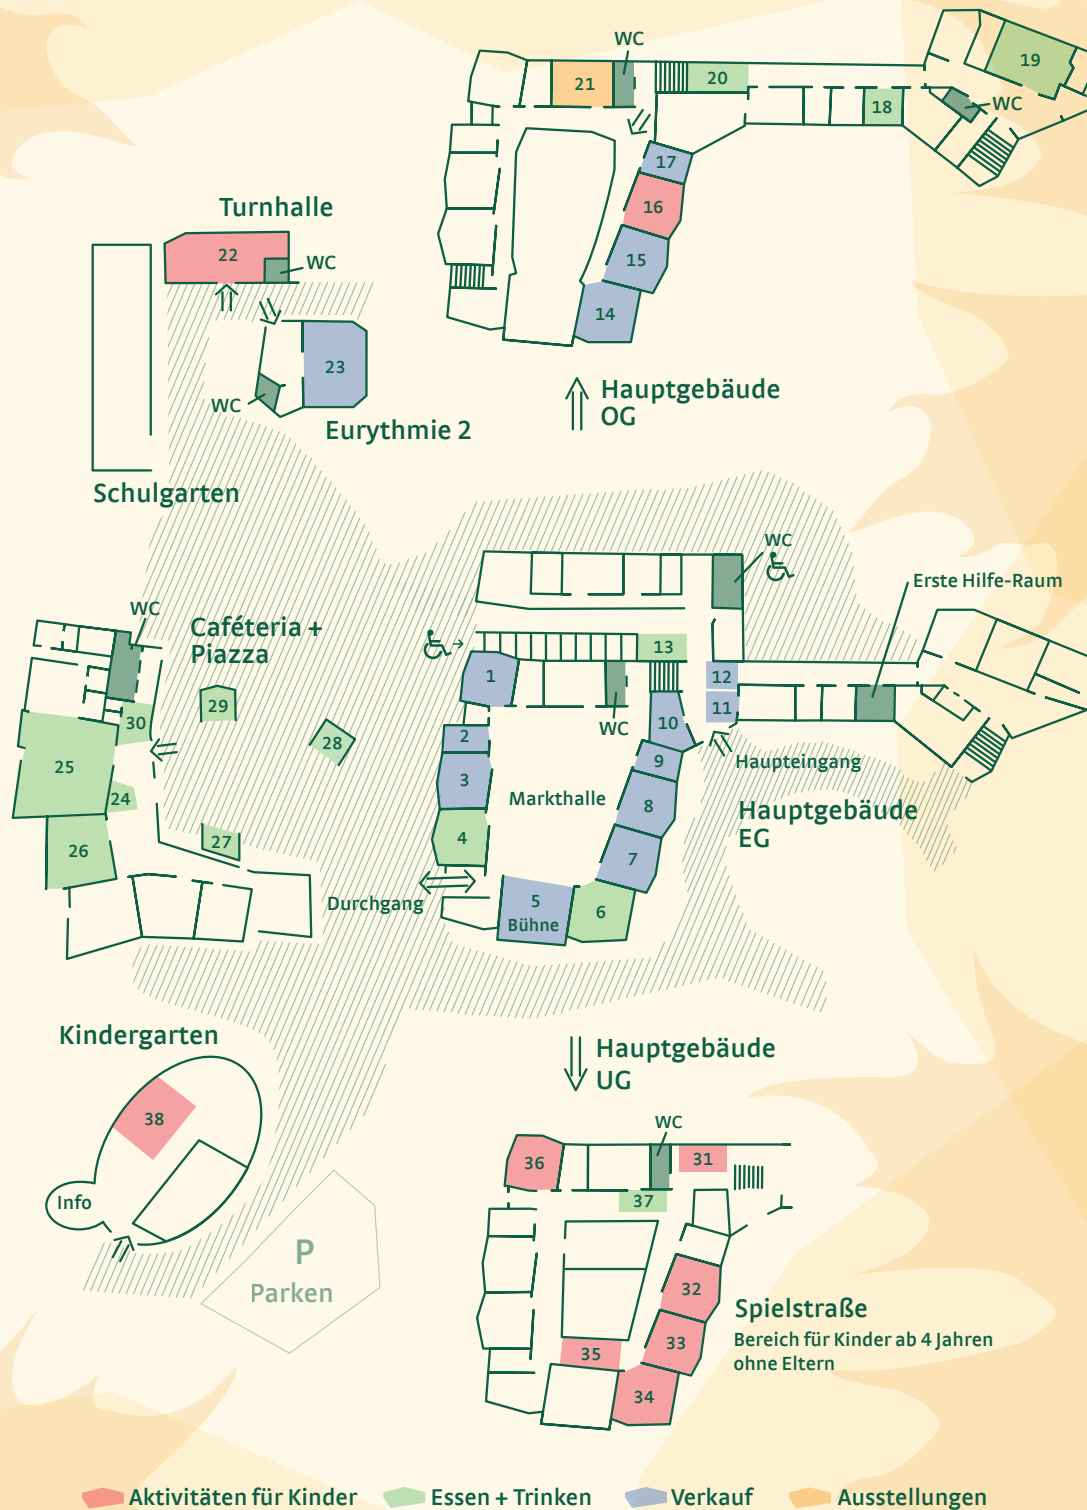 WC
19
21
20
18
WC
17
16
Turnhalle
22
WC
15
14
23
WC
Hauptgebäude
OG
Eurythmie 2
Schulgarten
WC
Erste Hilfe-Raum
WC
Caféteria +
Piazza
13
1
12
29
11
30
28
WC
10
2
9
Haupteingang
25
3
Markthalle
24
8
Hauptgebäude
EG
27
4
26
7
Durchgang
5
Bühne
6
Kindergarten
Hauptgebäude
UG
38
WC
36
31
Info
37
P
Parken
32
Spielstraße
Bereich für Kinder ab 4 Jahren
ohne Eltern
33
35
34
Aktivitäten für Kinder
Essen + Trinken
Verkauf
Ausstellungen